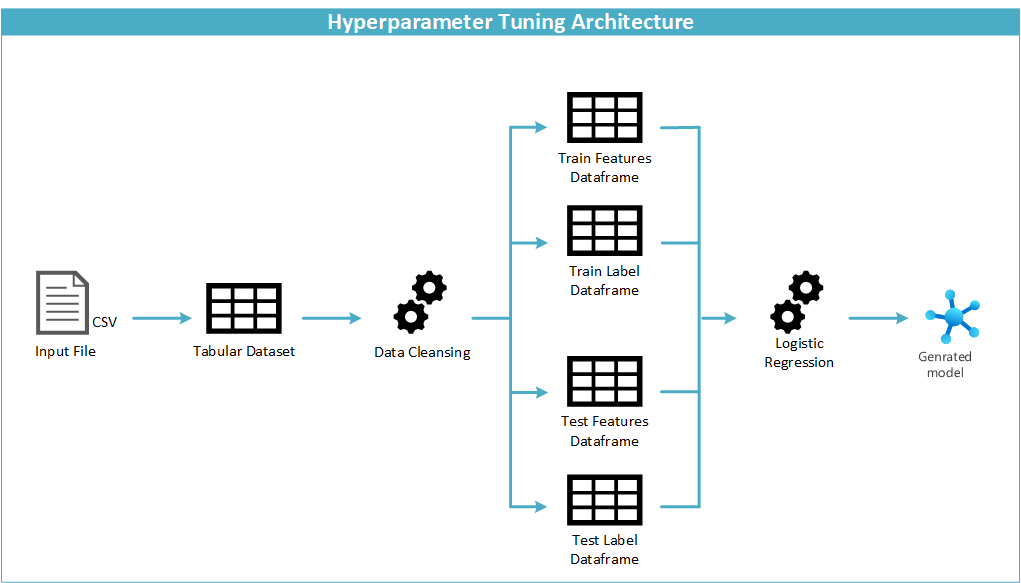 Hyperparameter Tuning Architecture
CSV
Input File
Tabular Dataset
Data Cleansing
Train Features
Dataframe
Train Label
Dataframe
Test Features
Dataframe
Test Label
Dataframe
Logistic
Regression
Genrated
model